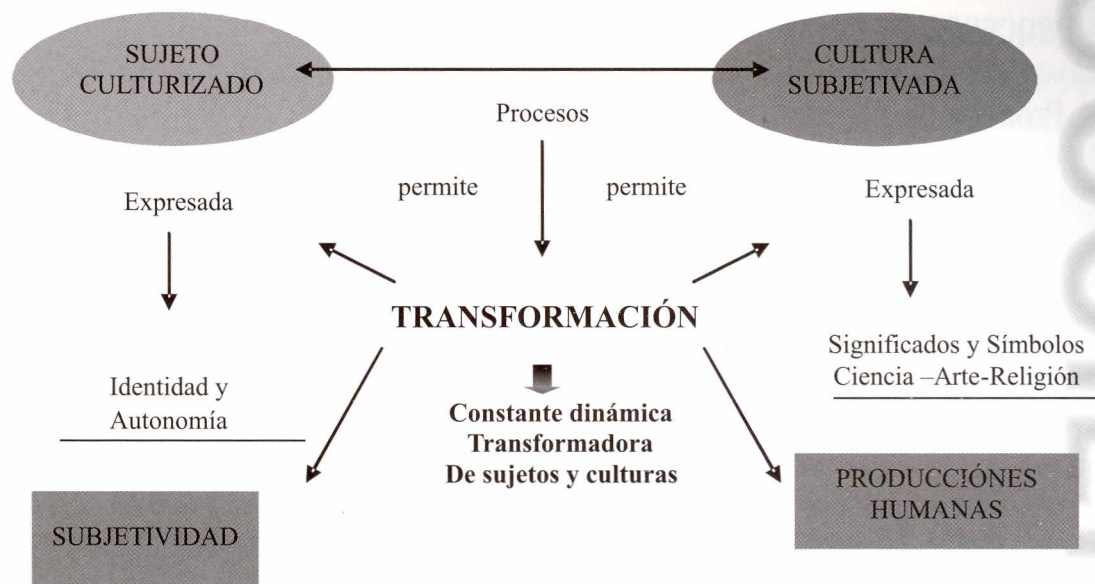 SUJETO
CULTURIZADO
CULTURA
SUBJETIVADA
Procesos
permite
permite
Expresada
Expresada
TRANSFORMACIÓN
Identidad y
Autonomía
Constante dinámica
Transformadora
De sujetos y culturas
Significados y Símbolos
Ciencia –Arte-Religión
SUBJETIVIDAD
PRODUCCIÓNES
HUMANAS